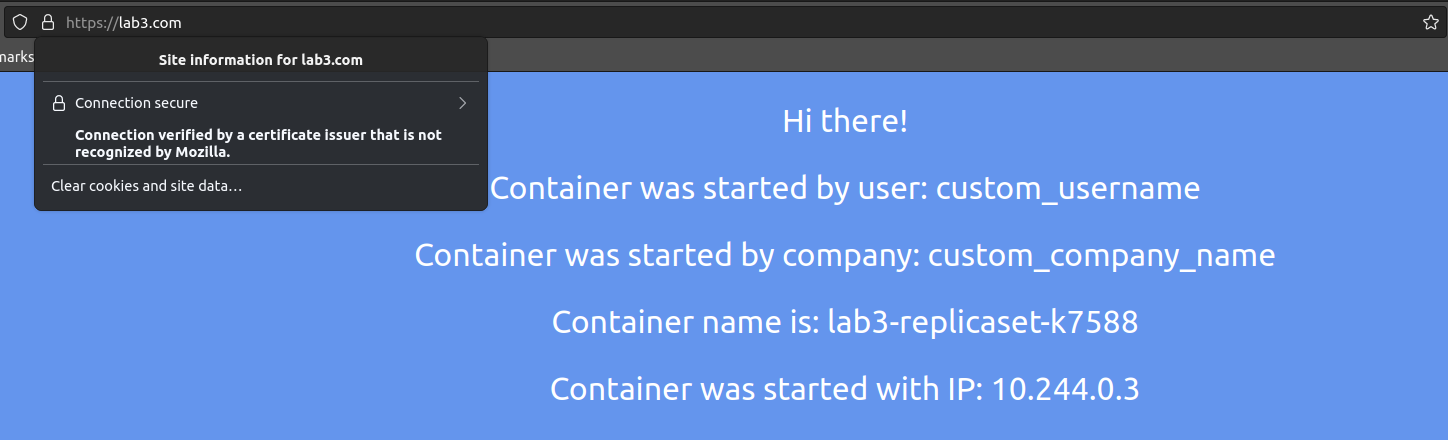 https://lab3.com
marks
Site information for lab3.com
Connection secure
Connection verified by a certificate issuer that is not
recognized by Mozilla.
Clear cookies and site data…
Hi there!
Container was started by user: custom_username
Container was started by company: custom_company_name
Container name is: lab3-replicaset-k7588
Container was started with IP: 10.244.0.3